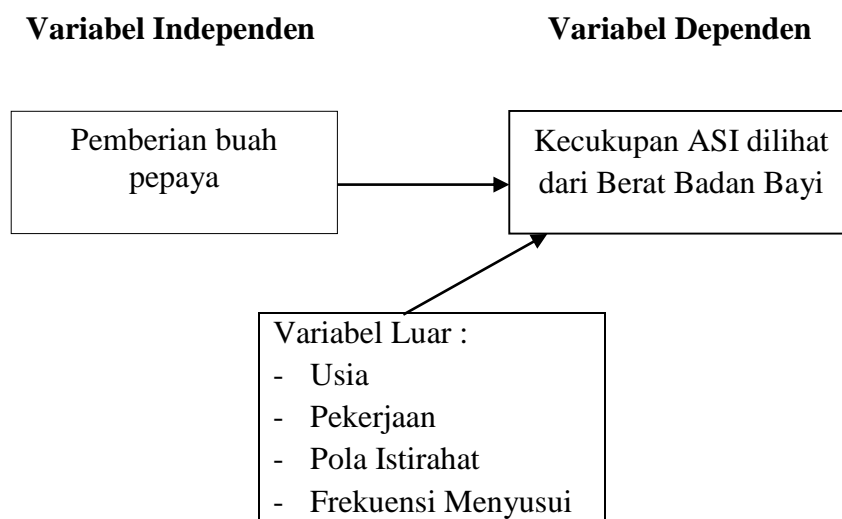 Variabel Independen
Variabel Dependen
Pemberian buah
pepaya
Kecukupan ASI dilihat
dari Berat Badan Bayi
Variabel Luar :
- Usia
- Pekerjaan
- Pola Istirahat
- Frekuensi Menyusui